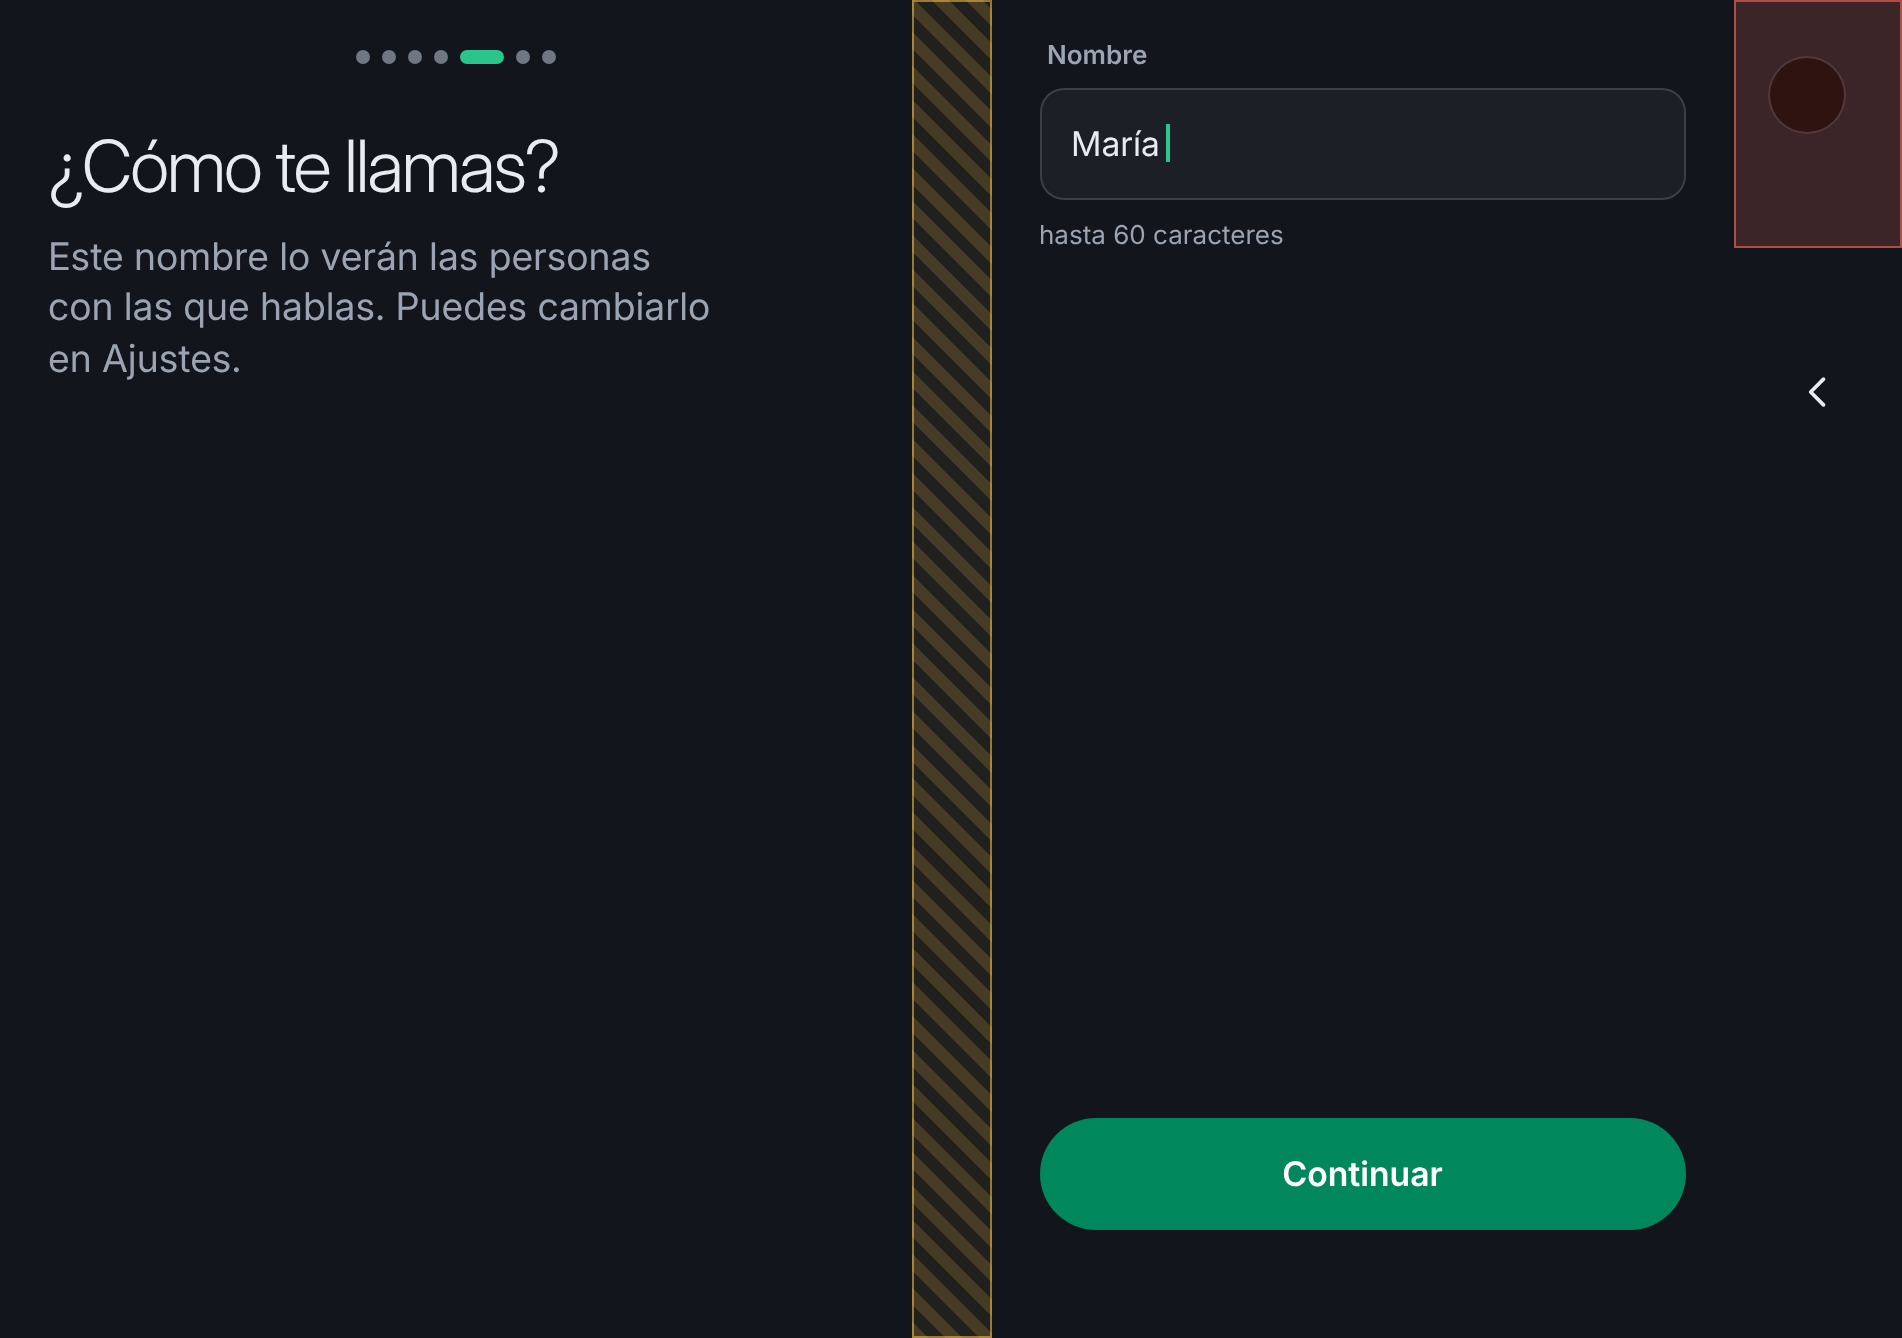 ¿Cómo te llamas?
Este nombre lo verán las personas
con las que hablas. Puedes cambiarlo
en Ajustes.
Nombre
María
hasta 60 caracteres
Continuar